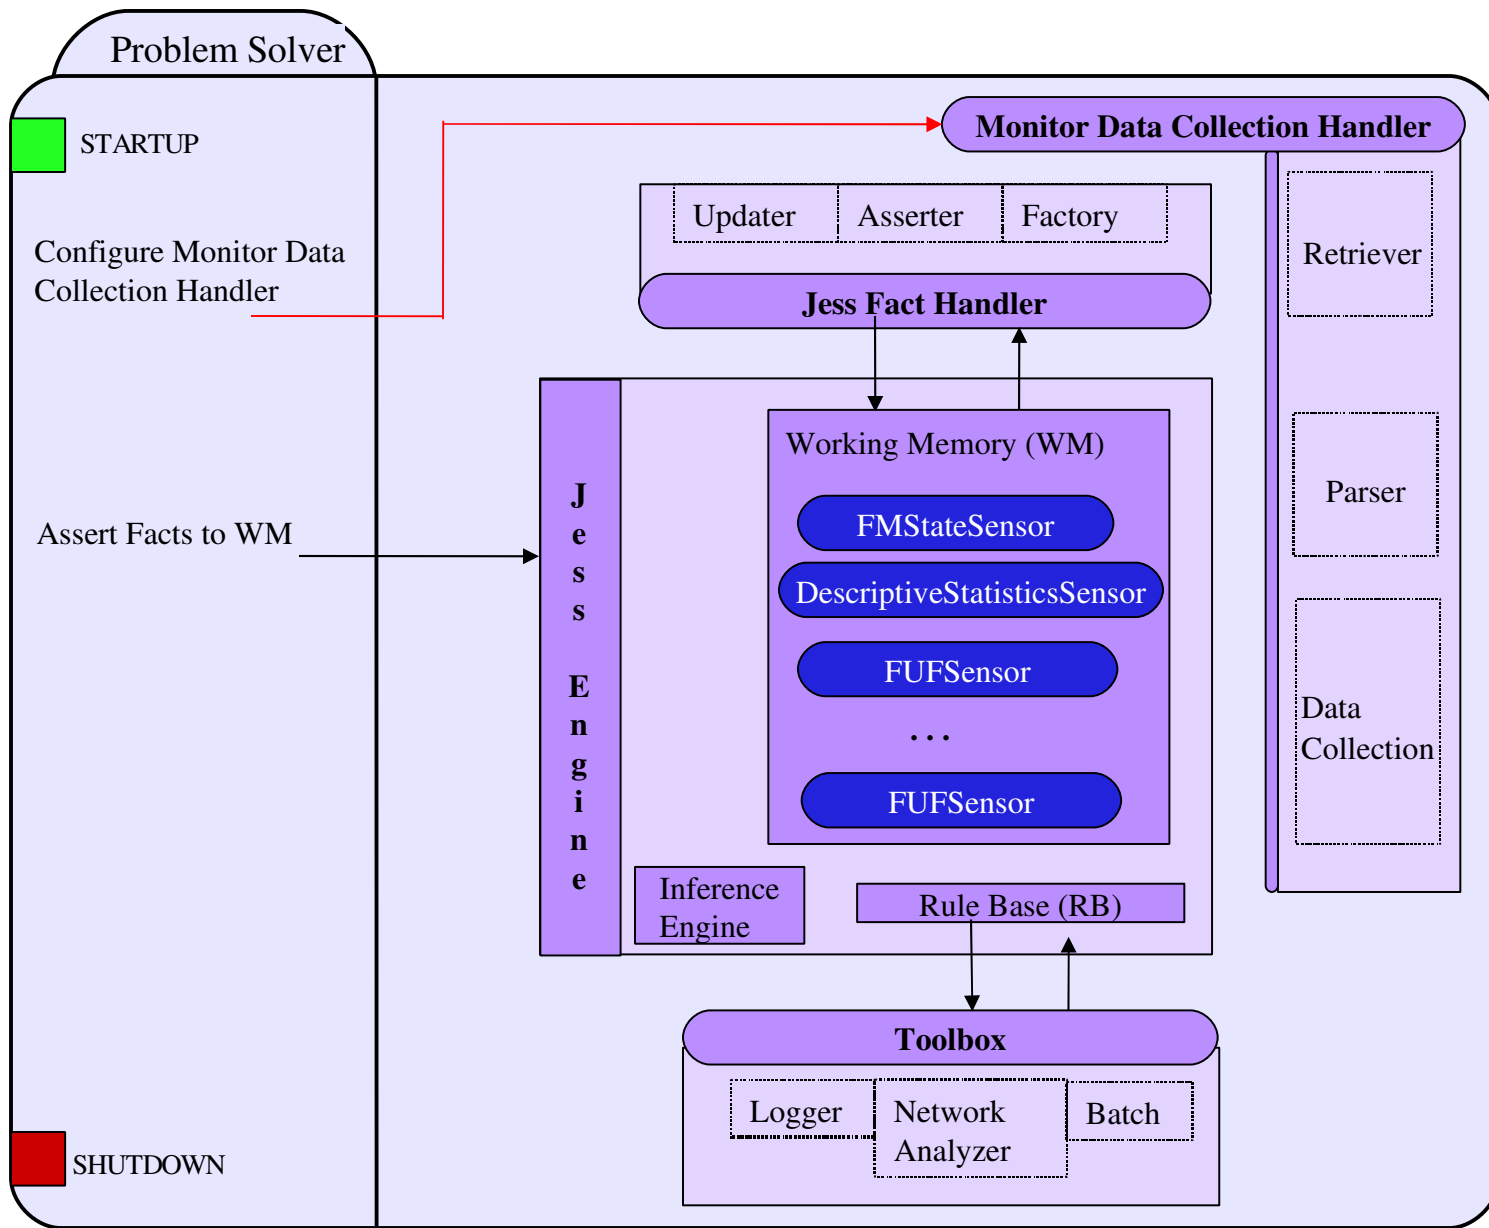 Problem Solver
STARTUP
Configure Monitor Data
Collection Handler
Assert Facts to WM
SHUTDOWN
Monitor Data Collection Handler
Retriever
Parser
Data
Collection
Updater
Asserter
Factory
Jess Fact Handler
Jess Engine
Working Memory (WM)
FMStateSensor
DescriptiveStatisticsSensor
FUFSensor
...
FUFSensor
Inference
Engine
Rule Base (RB)
Toolbox
Logger
Network
Analyzer
Batch